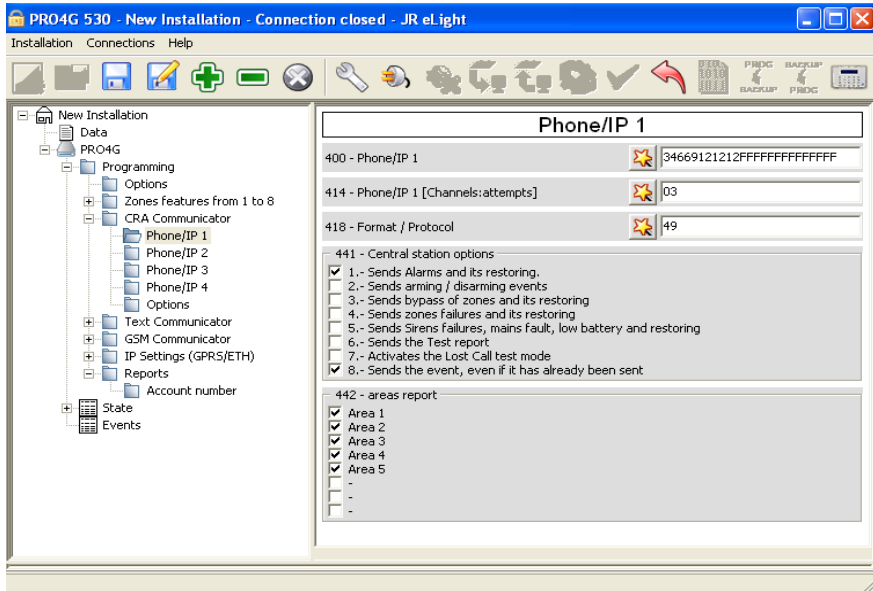 PRO4G 530 - New Installation - Connection closed - JR eLight
Installation Connections Help
PROG BACKUP
BACKUP PROG
New Installation
Data
PRO4G
Programming
Options
Zones features from 1 to 8
CRA Communicator
Phone/IP 1
Phone/IP 2
Phone/IP 3
Phone/IP 4
Options
Text Communicator
GSM Communicator
IP Settings (GPRS/ETH)
Reports
Account number
State
Events
Phone/IP 1
400 - Phone/IP 1 34669121212FFFFFFFFFFFFFF
414 - Phone/IP 1 [Channels:attempts] 03
418 - Format / Protocol 49
441 - Central station options
1.- Sends Alarms and its restoring.
2.- Sends arming / disarming events
3.- Sends bypass of zones and its restoring
4.- Sends zones failures and its restoring
5.- Sends Sirens failures, mains fault, low battery and restoring
6.- Sends the Test report
7.- Activates the Lost Call test mode
8.- Sends the event, even if it has already been sent
442 - areas report
Area 1
Area 2
Area 3
Area 4
Area 5
-
-
-